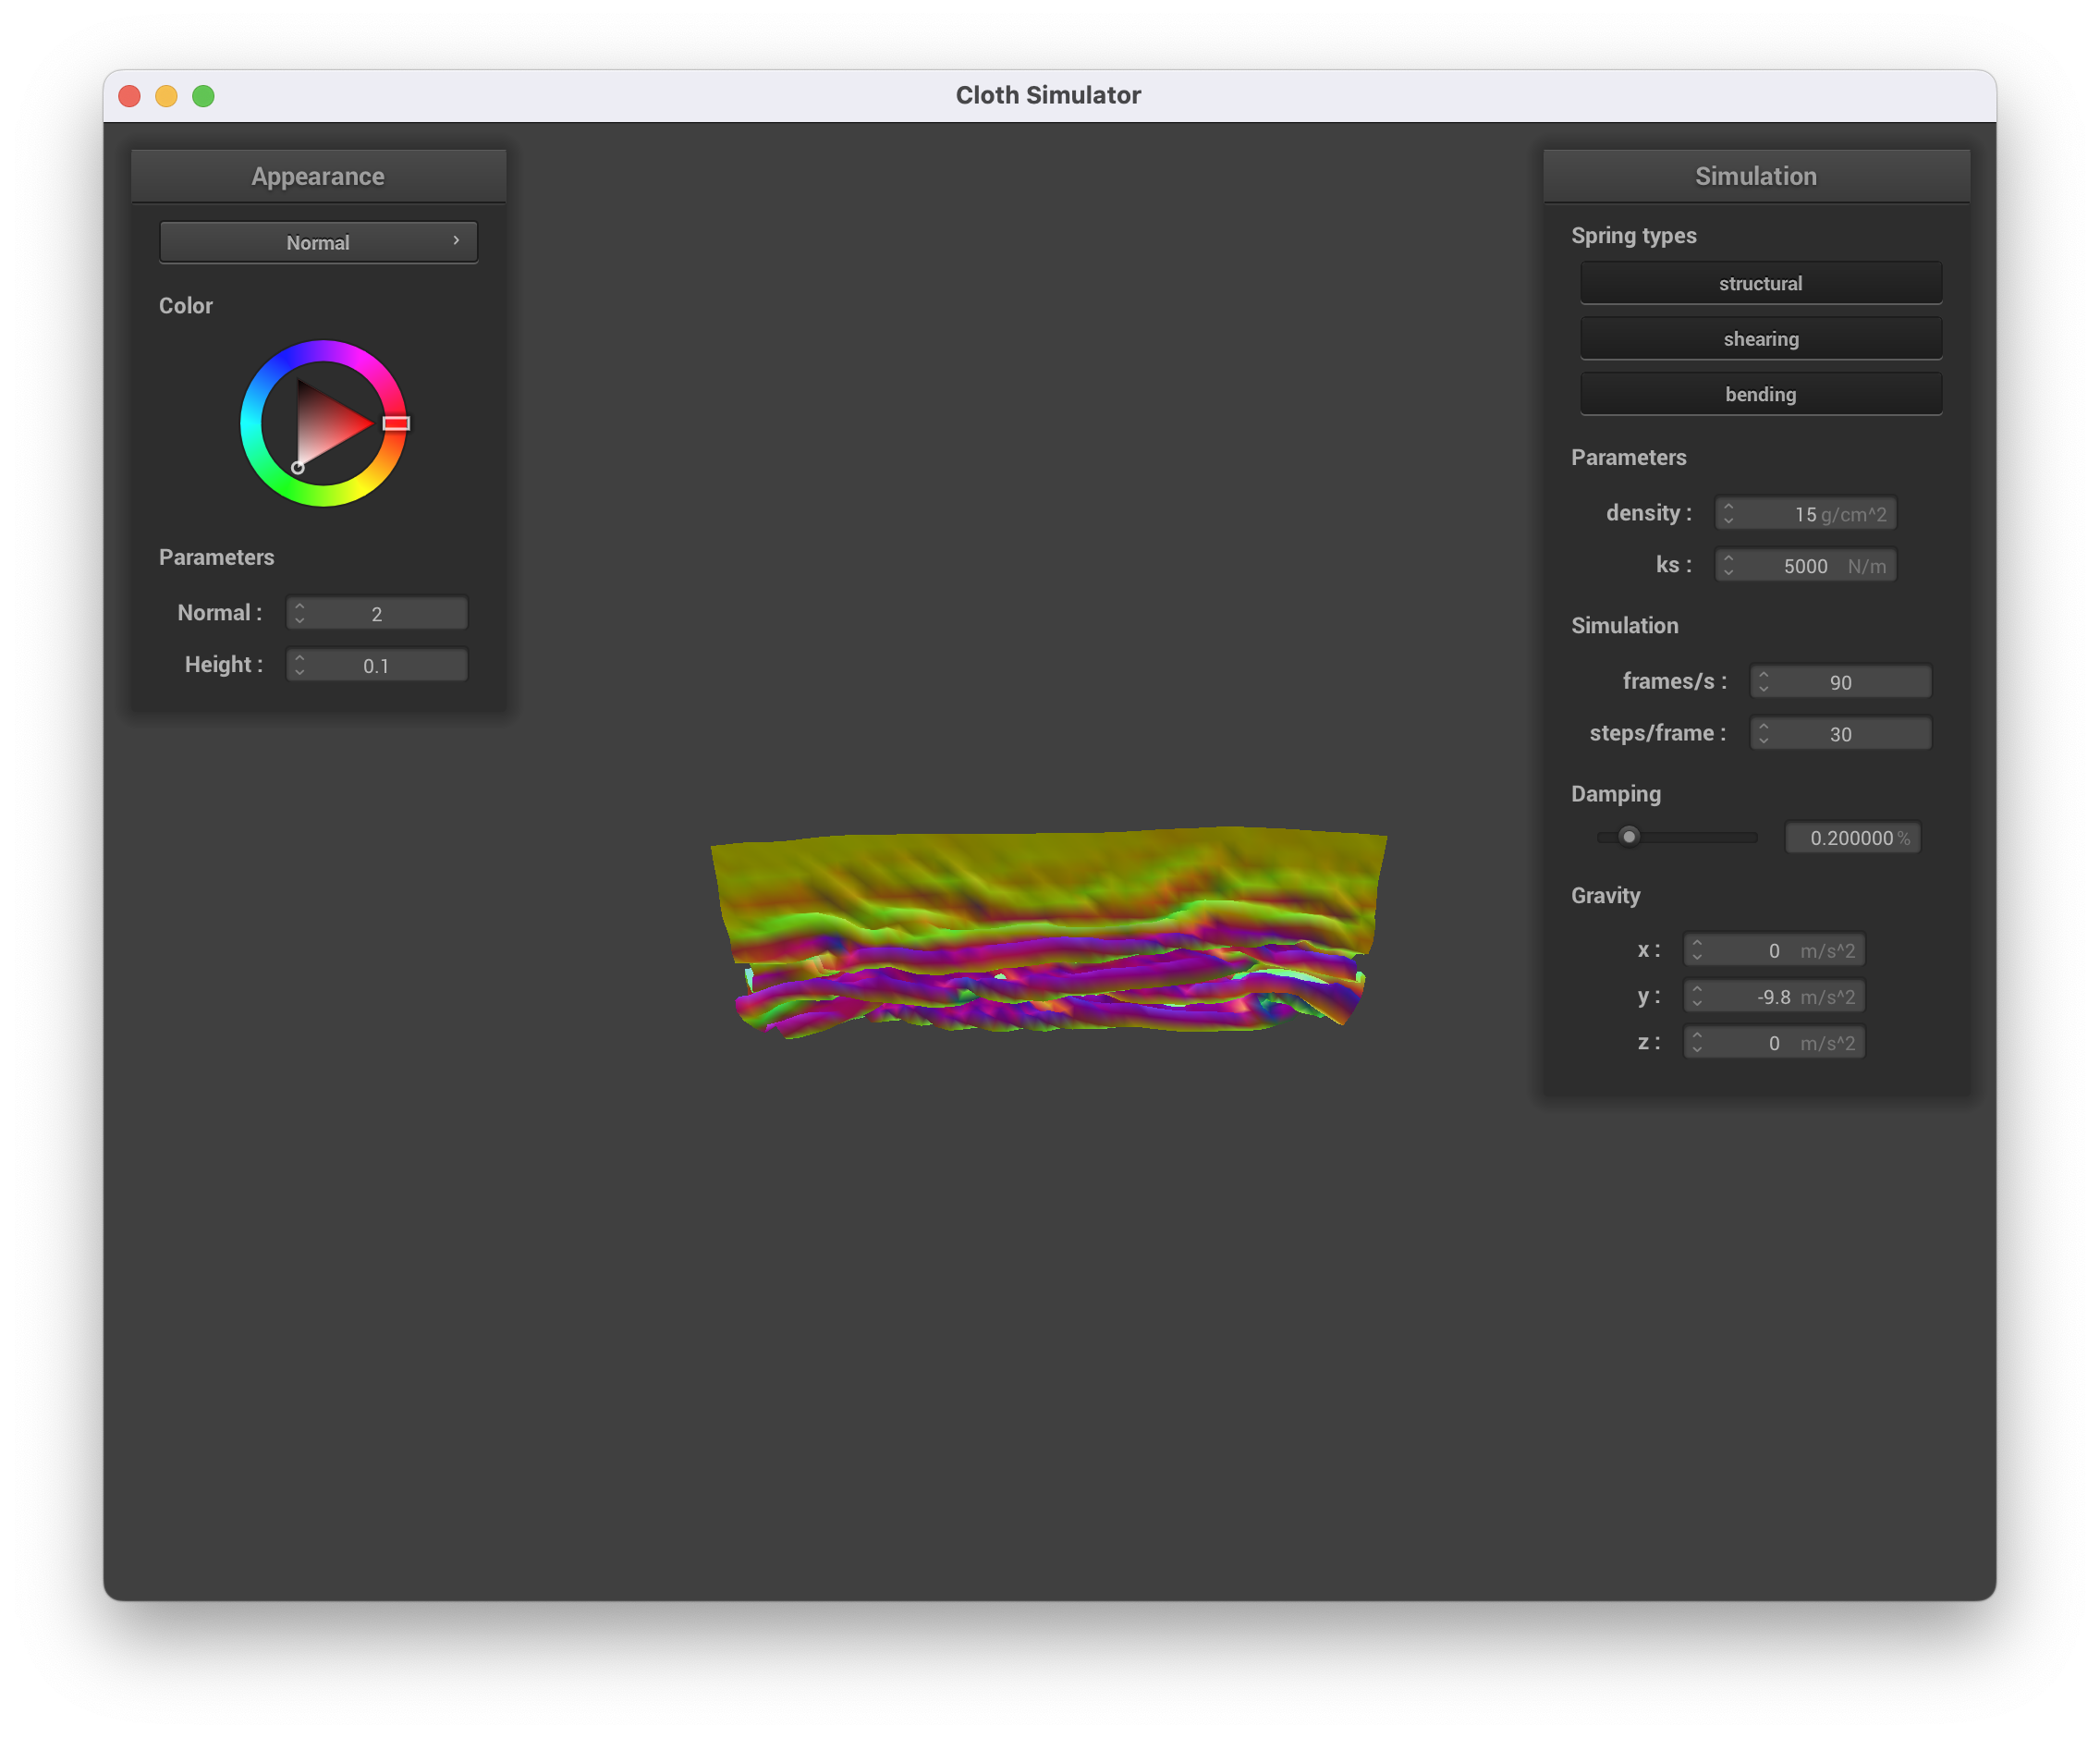 Cloth Simulator
Appearance
Normal
Color
Parameters
Normal : 2
Height : 0.1
Simulation
Spring types
structural
shearing
bending
Parameters
density : 15 g/cm^2
ks : 5000 N/m
Simulation
frames/s : 90
steps/frame : 30
Damping
0.200000 %
Gravity
x : 0 m/s^2
y : -9.8 m/s^2
z : 0 m/s^2